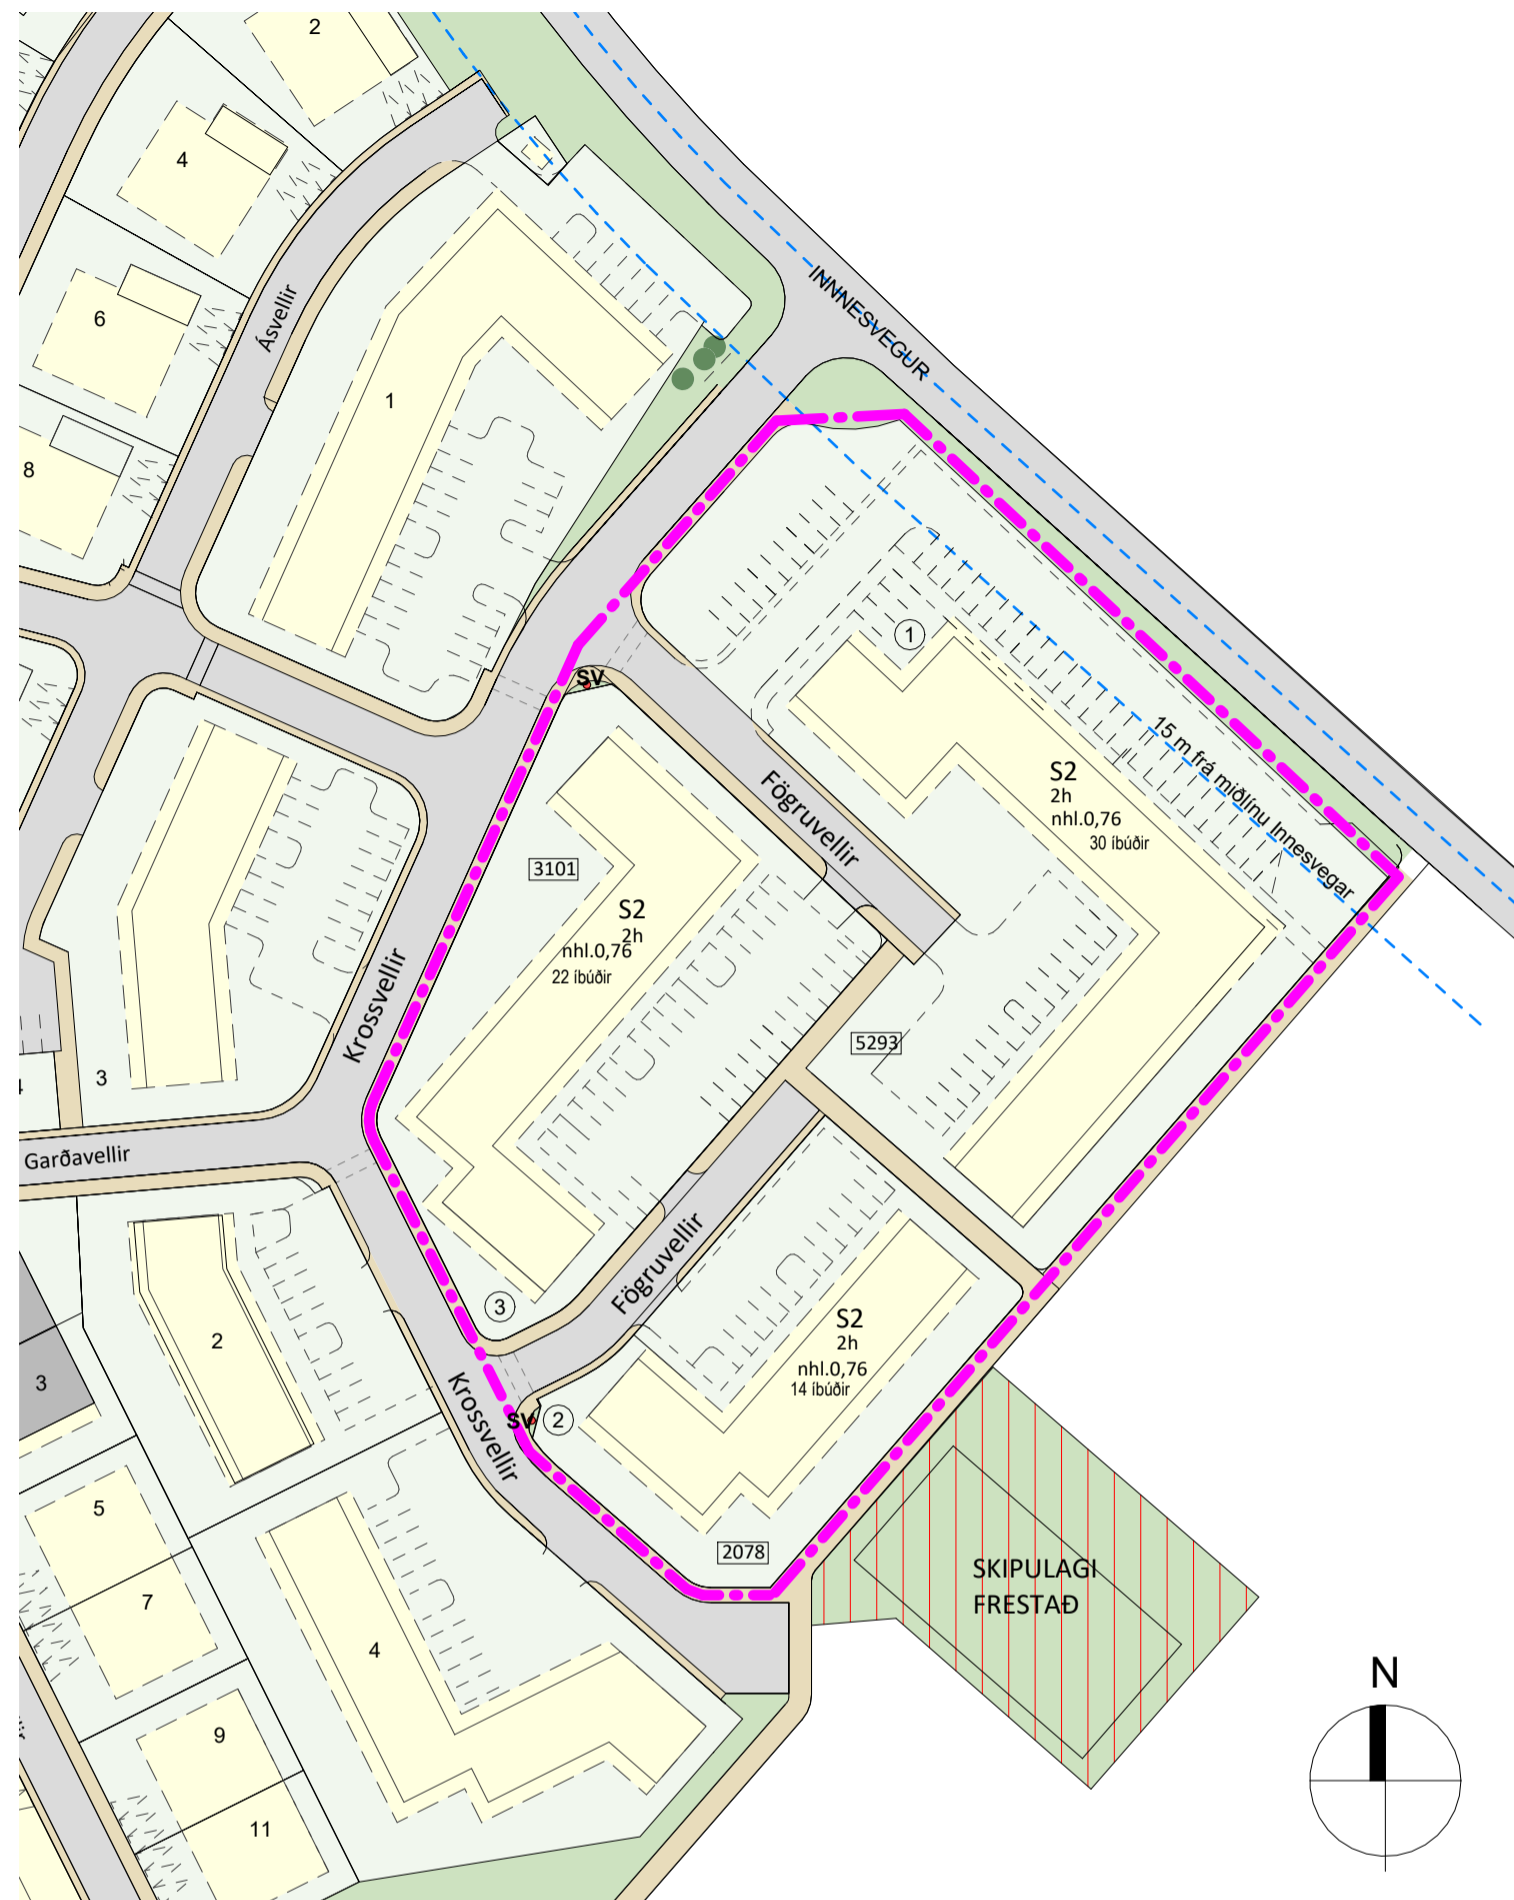 2
4
INNNESVEGUR
6
Ásvellir
1
8
1
SV
15 m frá miðlínu Innesvegar
S2
2h
nhl.0,76
30 íbúðir
Fögruvellir
3101
S2
2h
nhl.0,76
22 íbúðir
Krossvellir
5293
3
Garðavellir
Fögruvellir
3
S2
2h
nhl.0,76
14 íbúðir
2
3
Krossvellir
SV
2
5
2078
SKIPULAGI
FRESTAÐ
7
4
N
9
11